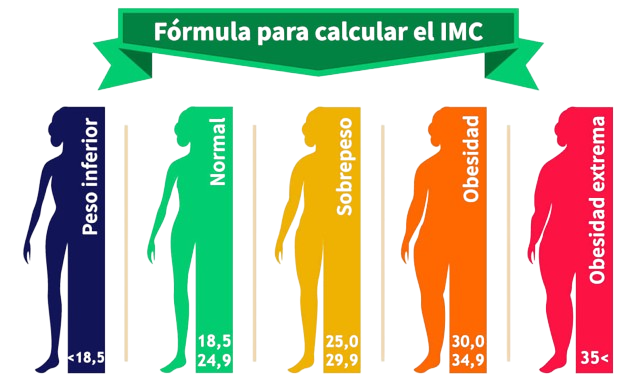 Fórmula para calcular el IMC
Peso inferior
<18,5
Normal
18,5
24,9
Sobrepeso
25,0
29,9
Obesidad
30,0
34,9
Obesidad extrema
35<